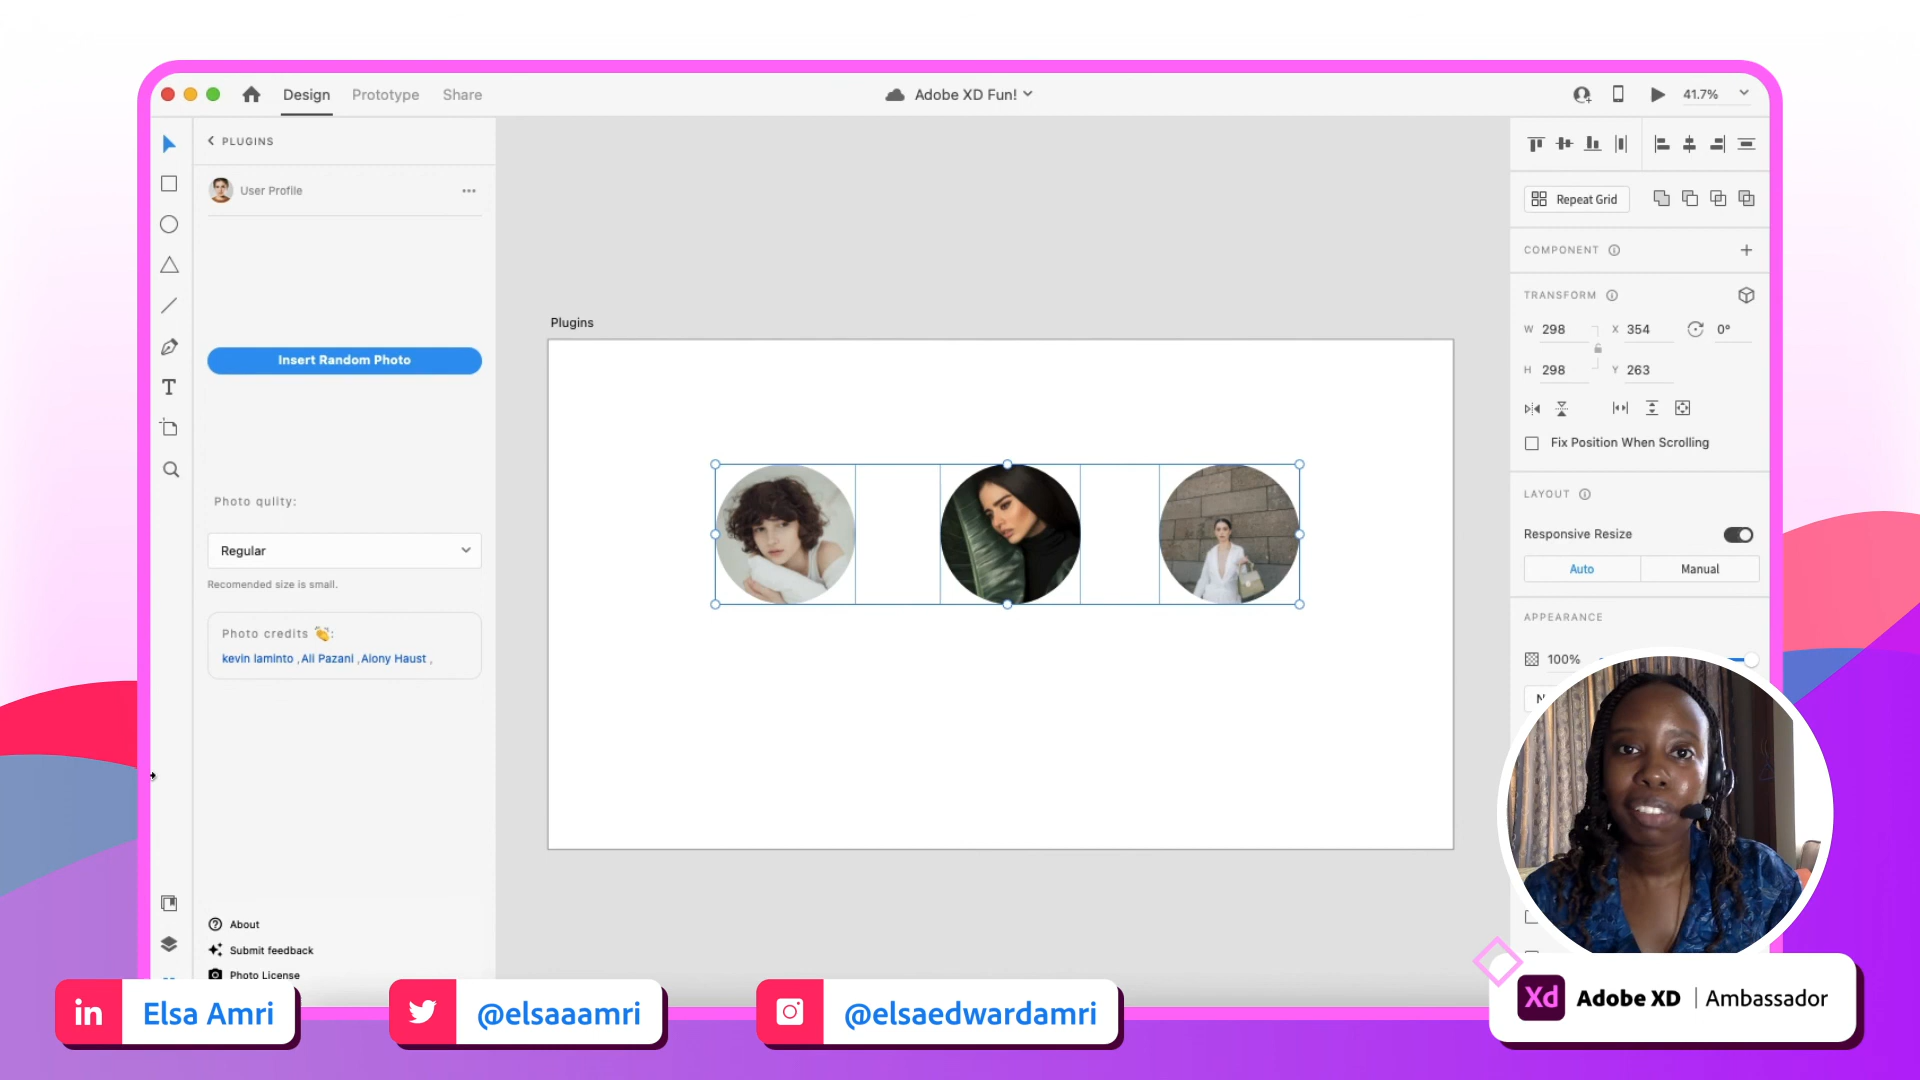 Design Prototype Share
Adobe XD Fun!
41.7%
PLUGINS
User Profile
Insert Random Photo
Photo qulity:
Regular
Recomended size is small.
Photo credits 👏:
kevin laminto ,Ali Pazani ,Alony Haust ,
About
Submit feedback
Photo License
Plugins
Repeat Grid
COMPONENT
TRANSFORM
W 298 X 354 0°
H 298 Y 263
Fix Position When Scrolling
LAYOUT
Responsive Resize
Auto Manual
APPEARANCE
100%
in Elsa Amri
@elsaaamri
@elsaedwardamri
Xd Adobe XD | Ambassador